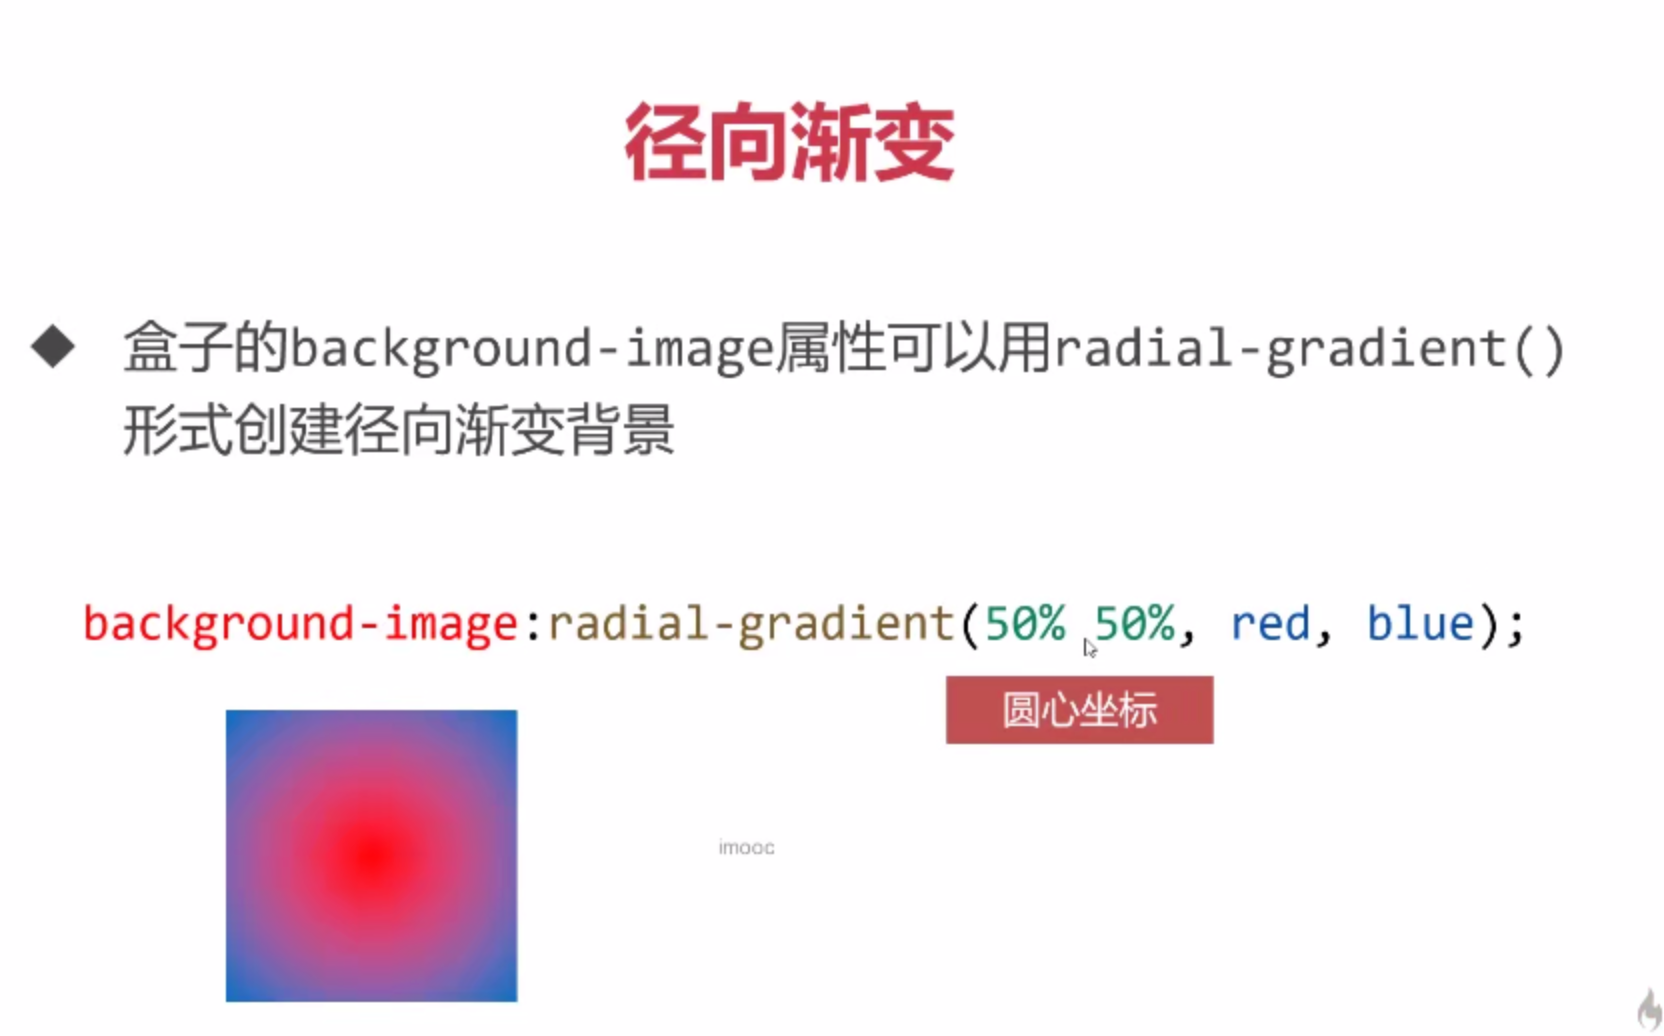 径向渐变
◆ 盒子的background-image属性可以用radial-gradient()
形式创建径向渐变背景
background-image:radial-gradient(50% 50%, red, blue);
圆心坐标
imooc